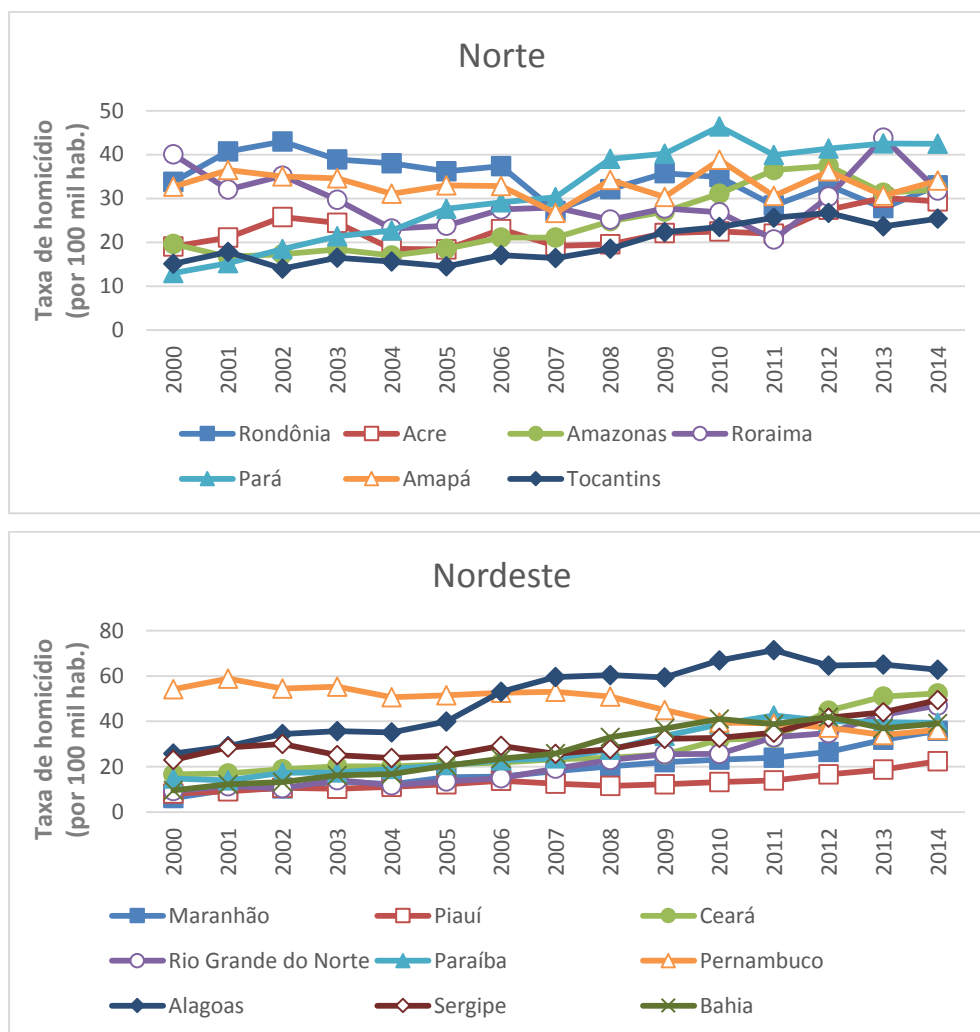 Norte
Taxa de homicídio
(por 100 mil hab.)
50
40
30
20
10
0
2000 2001 2002 2003 2004 2005 2006 2007 2008 2009 2010 2011 2012 2013 2014
Rondônia Acre Amazonas Roraima
Pará Amapá Tocantins
Nordeste
Taxa de homicídio
(por 100 mil hab.)
80
60
40
20
0
2000 2001 2002 2003 2004 2005 2006 2007 2008 2009 2010 2011 2012 2013 2014
Maranhão Piauí Ceará
Rio Grande do Norte Paraíba Pernambuco
Alagoas Sergipe Bahia